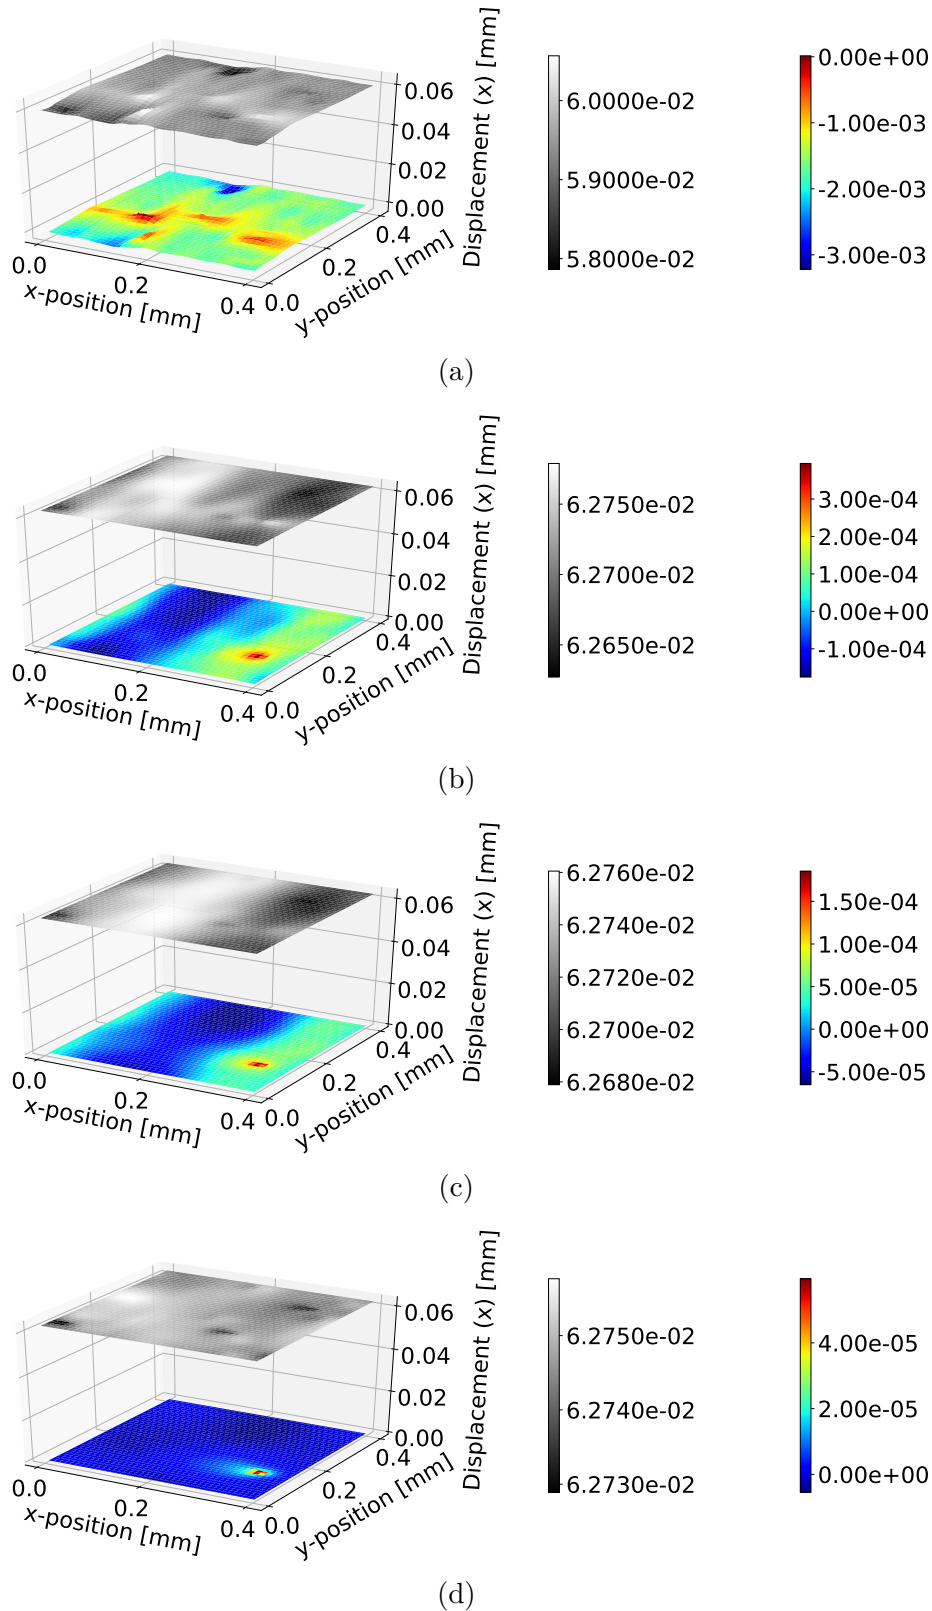 0.06
0.04
0.02
0.00
Displacement (x) [mm]
0.0
0.2
0.4
x-position [mm]
0.0
0.2
0.4
y-position [mm]
6.0000e-02
5.9000e-02
5.8000e-02
0.00e+00
-1.00e-03
-2.00e-03
-3.00e-03
(a)
0.06
0.04
0.02
0.00
Displacement (x) [mm]
0.0
0.2
0.4
x-position [mm]
0.0
0.2
0.4
y-position [mm]
6.2750e-02
6.2700e-02
6.2650e-02
3.00e-04
2.00e-04
1.00e-04
0.00e+00
-1.00e-04
(b)
0.06
0.04
0.02
0.00
Displacement (x) [mm]
0.0
0.2
0.4
x-position [mm]
0.0
0.2
0.4
y-position [mm]
6.2760e-02
6.2740e-02
6.2720e-02
6.2700e-02
6.2680e-02
1.50e-04
1.00e-04
5.00e-05
0.00e+00
-5.00e-05
(c)
0.06
0.04
0.02
0.00
Displacement (x) [mm]
0.0
0.2
0.4
x-position [mm]
0.0
0.2
0.4
y-position [mm]
6.2750e-02
6.2740e-02
6.2730e-02
4.00e-05
2.00e-05
0.00e+00
(d)